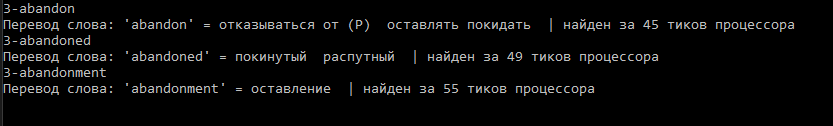 3-abandon
Перевод слова: 'abandon' = отказываться от (P)  оставлять покидать  | найден за 45 тиков процессора
3-abandoned
Перевод слова: 'abandoned' = покинутый  распутный  | найден за 49 тиков процессора
3-abandonment
Перевод слова: 'abandonment' = оставление  | найден за 55 тиков процессора